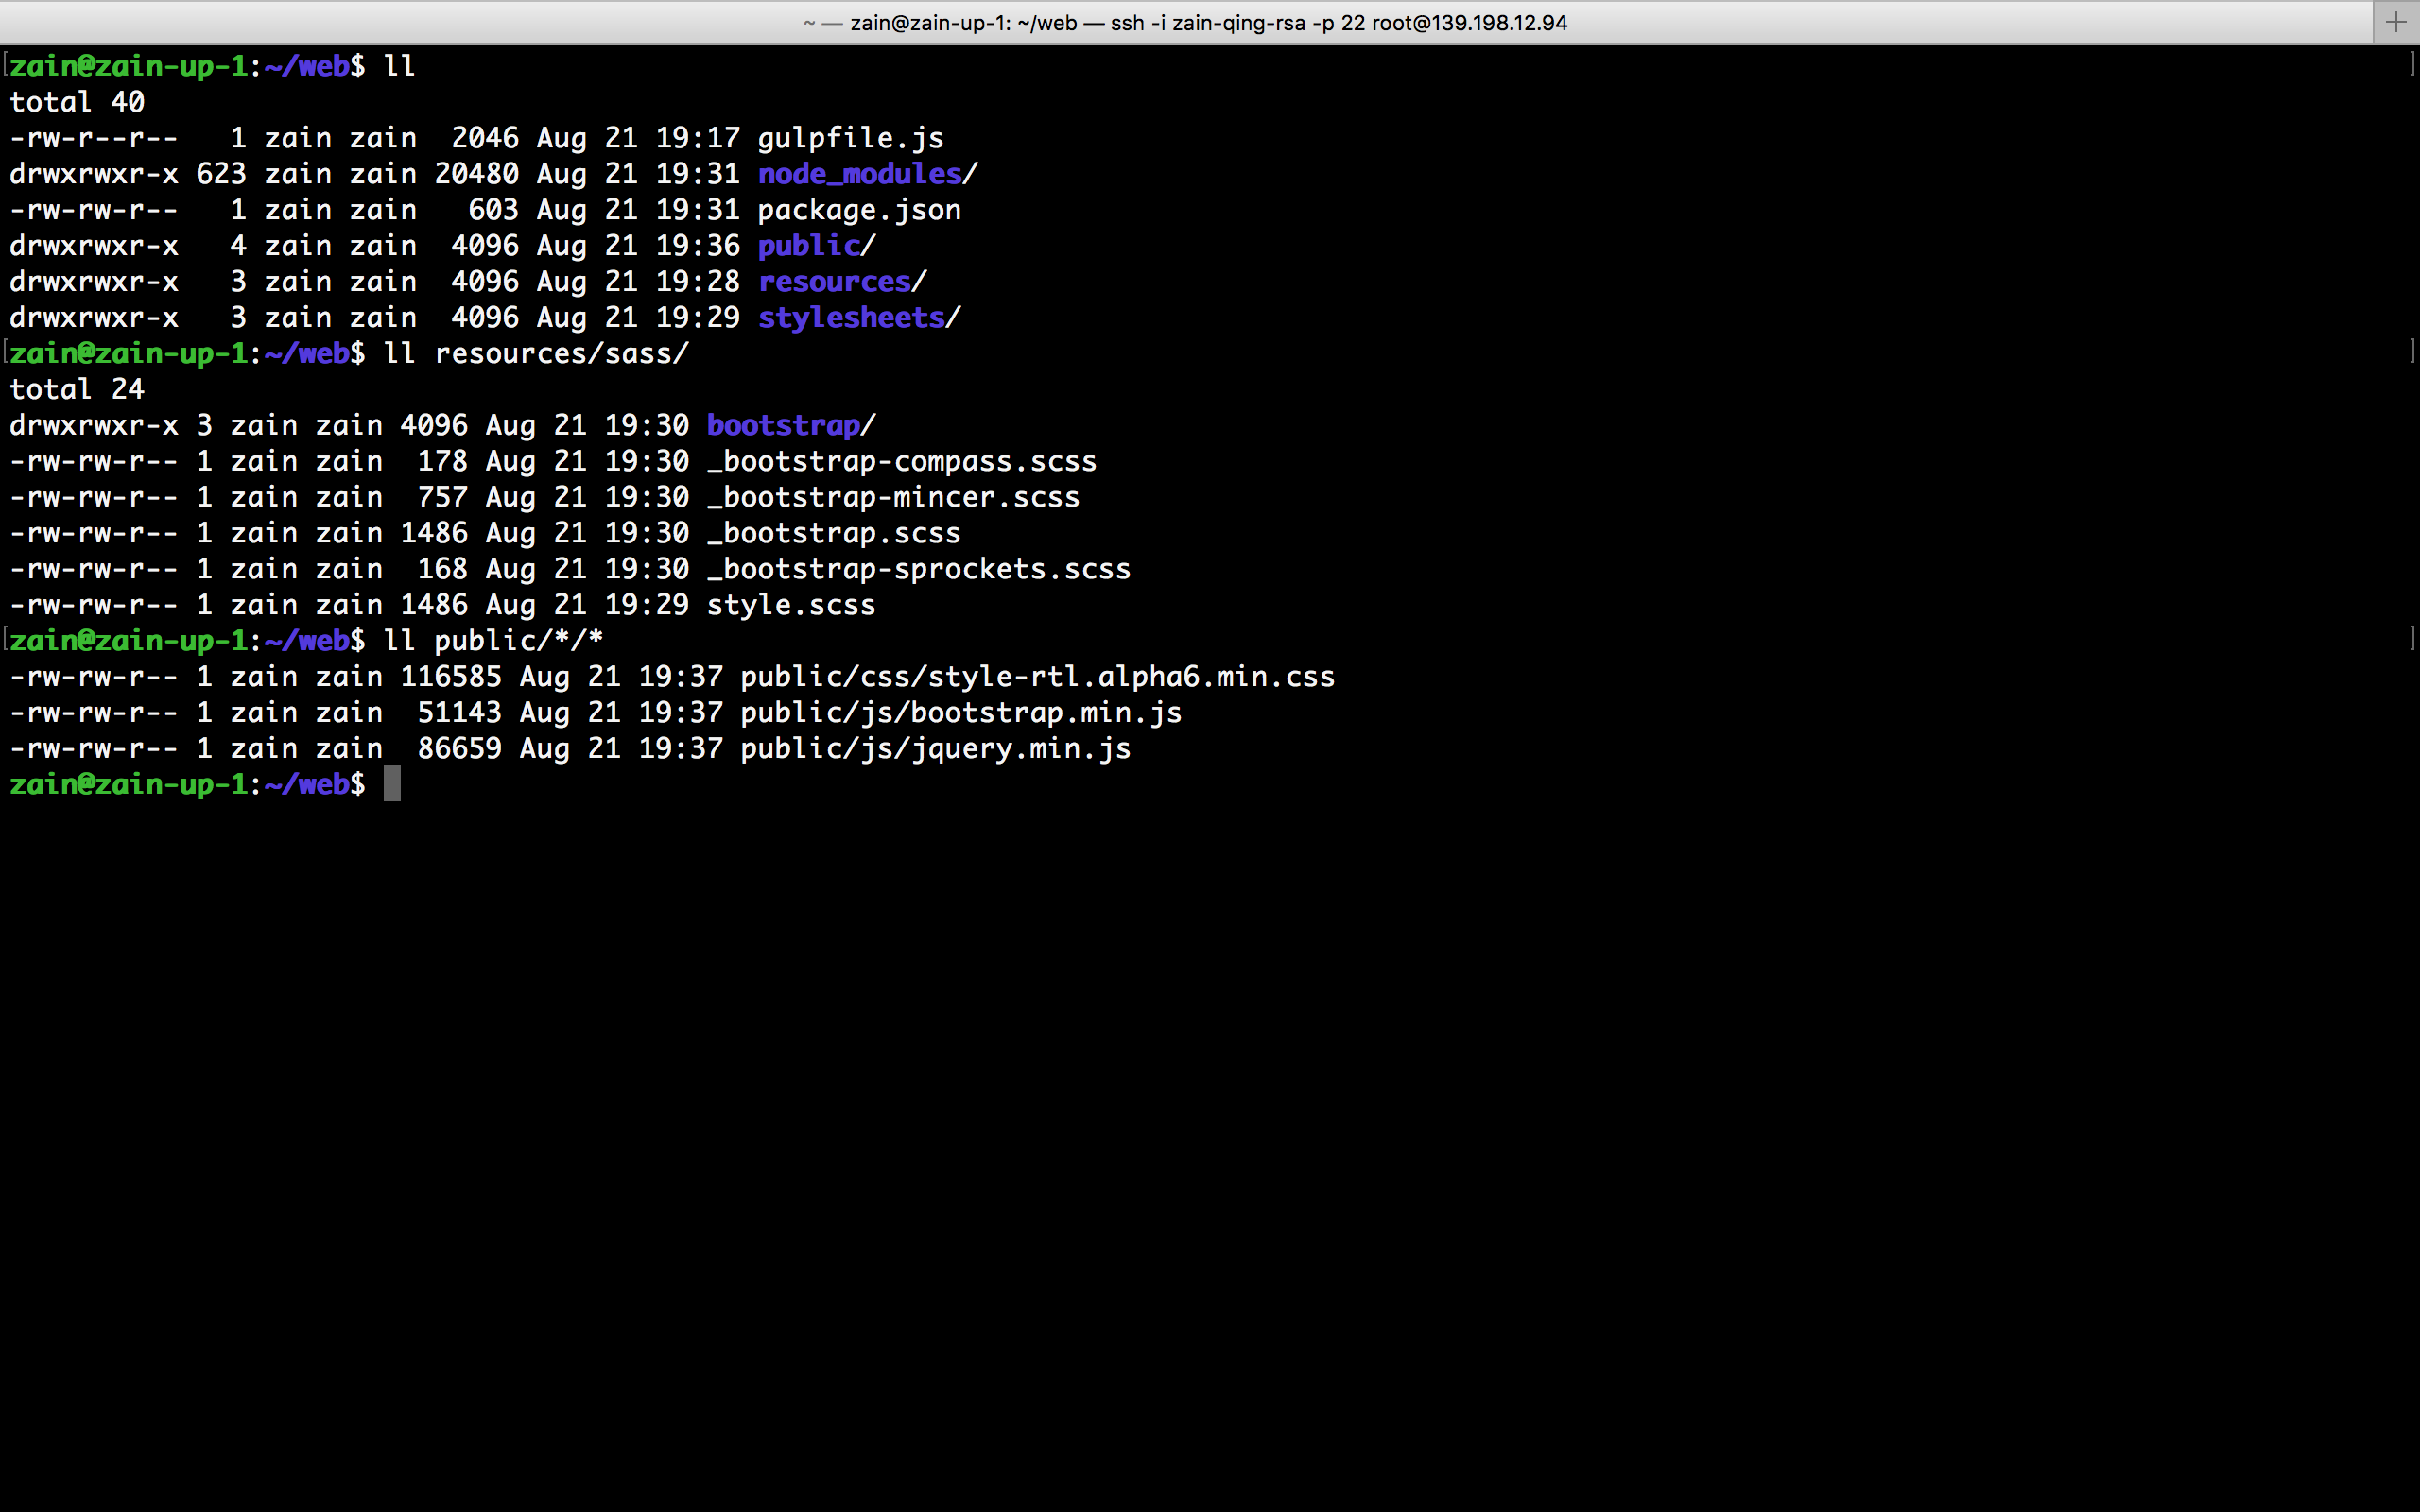 ~ — zain@zain-up-1: ~/web — ssh -i zain-qing-rsa -p 22 root@139.198.12.94
zain@zain-up-1:~/web$ ll
total 40
-rw-r--r--   1 zain zain  2046 Aug 21 19:17 gulpfile.js
drwxrwxr-x 623 zain zain 20480 Aug 21 19:31 node_modules/
-rw-rw-r--   1 zain zain   603 Aug 21 19:31 package.json
drwxrwxr-x   4 zain zain  4096 Aug 21 19:36 public/
drwxrwxr-x   3 zain zain  4096 Aug 21 19:28 resources/
drwxrwxr-x   3 zain zain  4096 Aug 21 19:29 stylesheets/
zain@zain-up-1:~/web$ ll resources/sass/
total 24
drwxrwxr-x 3 zain zain 4096 Aug 21 19:30 bootstrap/
-rw-rw-r-- 1 zain zain  178 Aug 21 19:30 _bootstrap-compass.scss
-rw-rw-r-- 1 zain zain  757 Aug 21 19:30 _bootstrap-mincer.scss
-rw-rw-r-- 1 zain zain 1486 Aug 21 19:30 _bootstrap.scss
-rw-rw-r-- 1 zain zain  168 Aug 21 19:30 _bootstrap-sprockets.scss
-rw-rw-r-- 1 zain zain 1486 Aug 21 19:29 style.scss
zain@zain-up-1:~/web$ ll public/*/*
-rw-rw-r-- 1 zain zain 116585 Aug 21 19:37 public/css/style-rtl.alpha6.min.css
-rw-rw-r-- 1 zain zain  51143 Aug 21 19:37 public/js/bootstrap.min.js
-rw-rw-r-- 1 zain zain  86659 Aug 21 19:37 public/js/jquery.min.js
zain@zain-up-1:~/web$